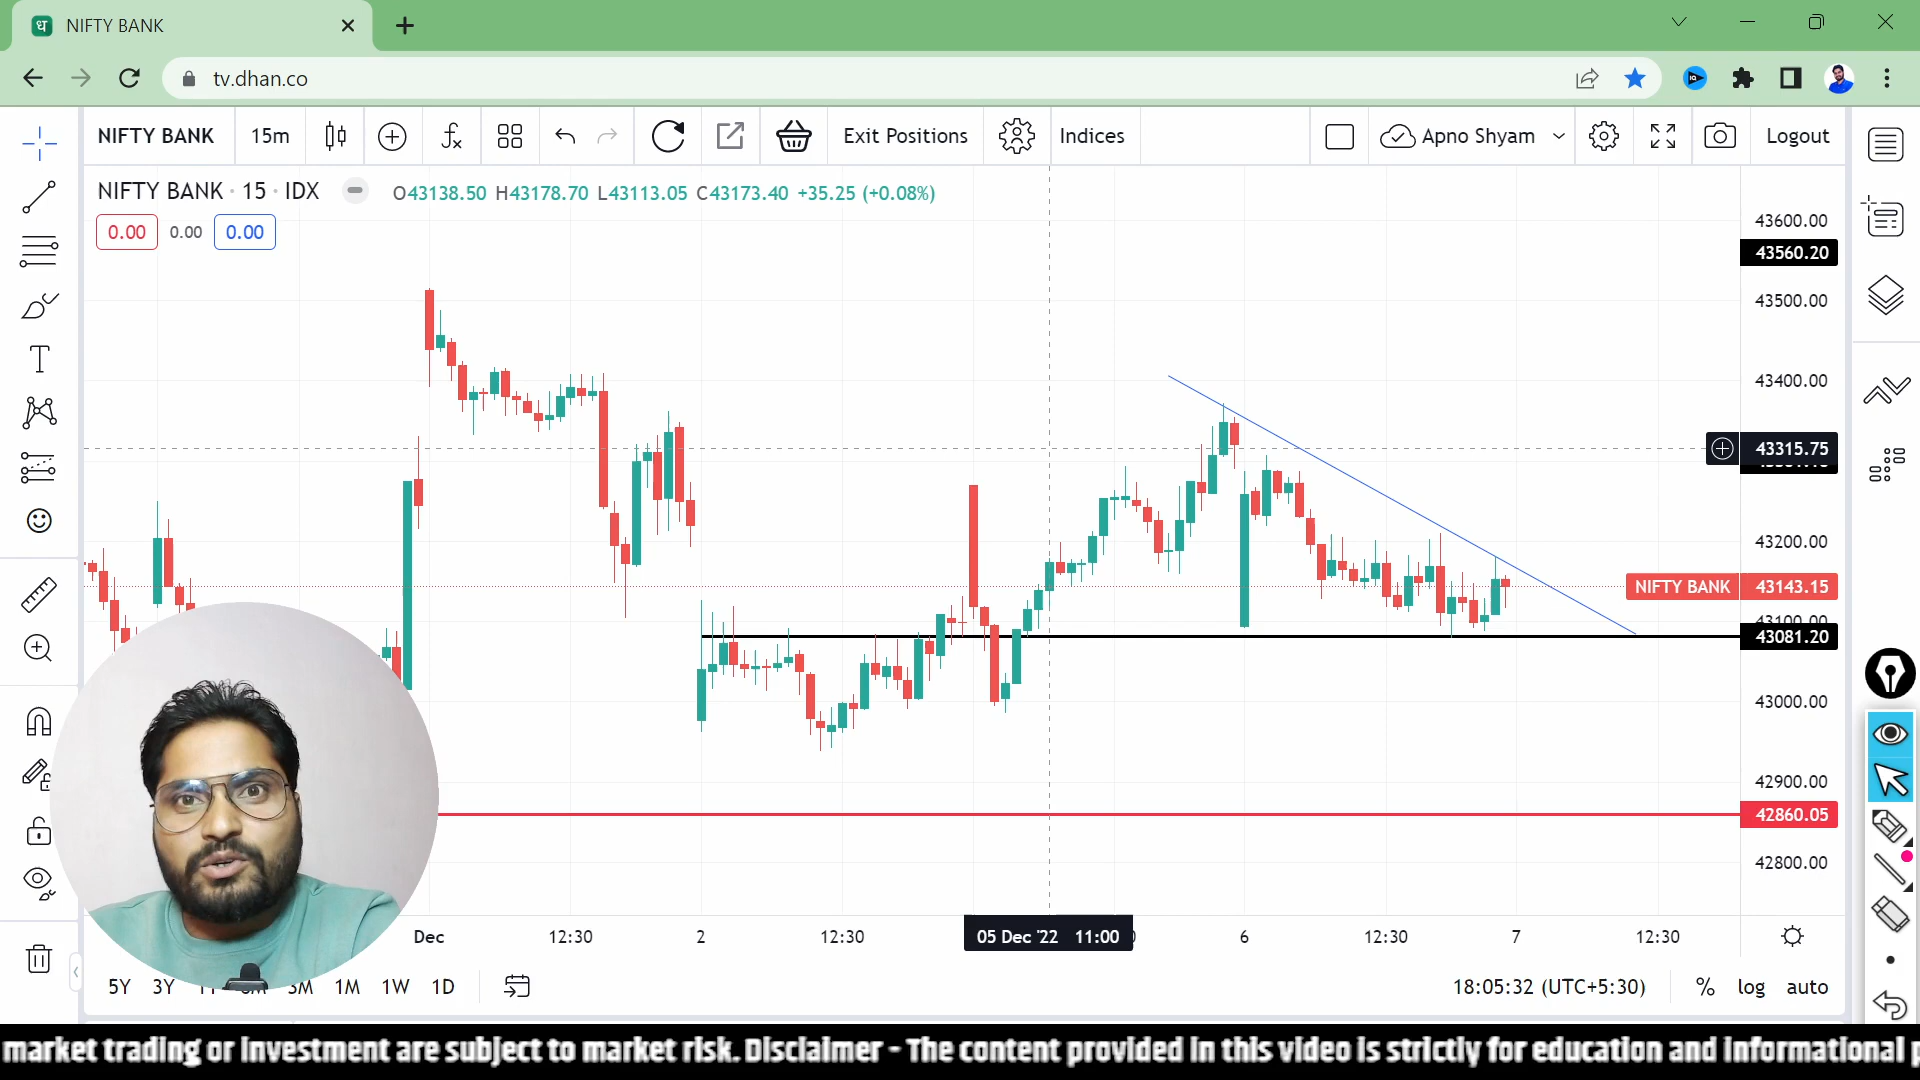 ध NIFTY BANK
tv.dhan.co
NIFTY BANK 15m Exit Positions Indices Apno Shyam Logout
NIFTY BANK · 15 · IDX O43138.50 H43178.70 L43113.05 C43173.40 +35.25 (+0.08%)
0.00 0.00 0.00
43600.00
43560.20
43500.00
43400.00
43315.75
43200.00
NIFTY BANK 43143.15
43100.00
43081.20
43000.00
42900.00
42860.05
42800.00
Dec 12:30 2 12:30 05 Dec '22 11:00 6 12:30 7 12:30
5Y 3Y 3M 1M 1W 1D 18:05:32 (UTC+5:30) % log auto
market trading or investment are subject to market risk. Disclaimer - The content provided in this video is strictly for education and informational